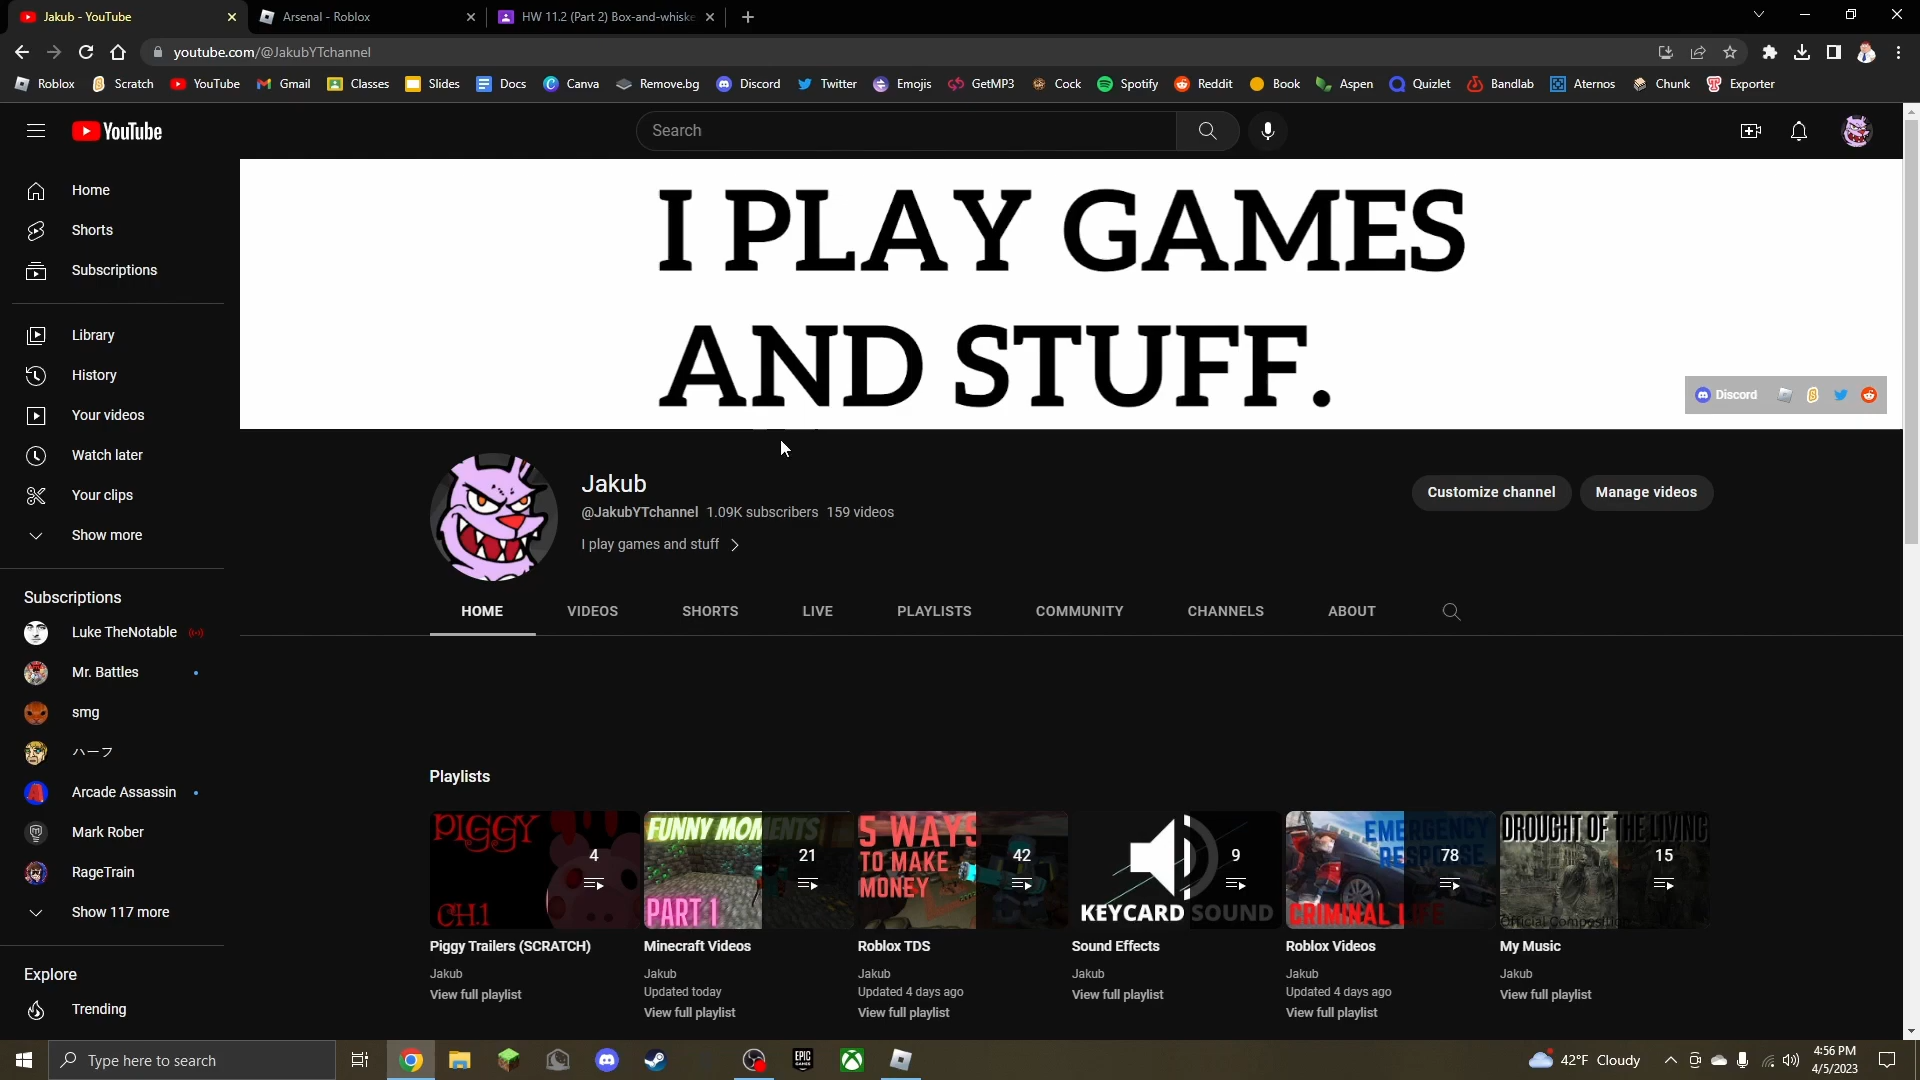 Jakub - YouTube
Arsenal - Roblox
HW 11.2 (Part 2) Box-and-whiske
youtube.com/@JakubYTchannel
Roblox
Scratch
YouTube
Gmail
Classes
Slides
Docs
Canva
Remove.bg
Discord
Twitter
Emojis
GetMP3
Cock
Spotify
Reddit
Book
Aspen
Quizlet
Bandlab
Aternos
Chunk
Exporter
YouTube
Search
Home
Shorts
Subscriptions
Library
History
Your videos
Watch later
Your clips
Show more
Subscriptions
Luke TheNotable
Mr. Battles
smg
ハーフ
Arcade Assassin
Mark Rober
RageTrain
Show 117 more
Explore
Trending
I PLAY GAMES
AND STUFF.
Discord
Jakub
@JakubYTchannel 1.09K subscribers 159 videos
I play games and stuff
Customize channel
Manage videos
HOME
VIDEOS
SHORTS
LIVE
PLAYLISTS
COMMUNITY
CHANNELS
ABOUT
Playlists
PIGGY
CH.1
4
Piggy Trailers (SCRATCH)
Jakub
View full playlist
FUNNY MOMENTS
PART 1
21
Minecraft Videos
Jakub
Updated today
View full playlist
5 WAYS
TO MAKE
MONEY
42
Roblox TDS
Jakub
Updated 4 days ago
View full playlist
KEYCARD SOUND
9
Sound Effects
Jakub
View full playlist
EMERGENCY
RESPONSE
CRIMINAL LIFE
78
Roblox Videos
Jakub
Updated 4 days ago
View full playlist
DROUGHT OF THE LIVING
Official Composition
15
My Music
Jakub
View full playlist
Type here to search
EPIC
GAMES
42°F Cloudy
4:56 PM
4/5/2023